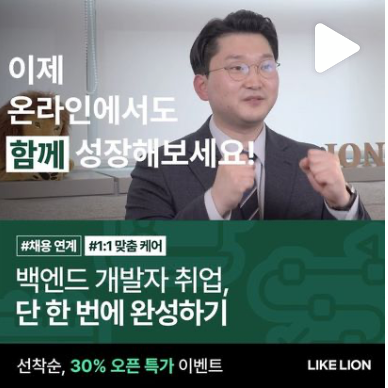 이제
온라인에서도
함께 성장해보세요!
ION
#채용 연계 #1:1 맞춤 케어
백엔드 개발자 취업,
단 한 번에 완성하기
선착순, 30% 오픈 특가 이벤트
LIKE LION